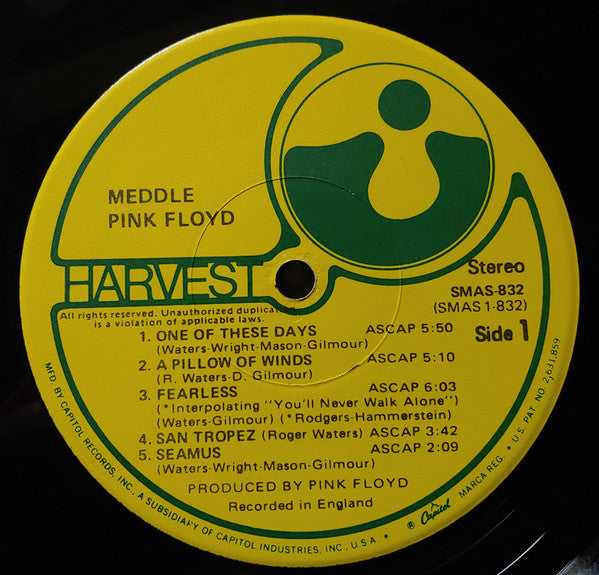 MEDDLE
PINK FLOYD
HARVEST
Stereo
SMAS-832
(SMAS 1-832)
Side 1
All rights reserved. Unauthorized duplication
is a violation of applicable laws.
1. ONE OF THESE DAYS ASCAP 5:50
(Waters-Wright-Mason-Gilmour)
2. A PILLOW OF WINDS ASCAP 5:10
(R. Waters-D. Gilmour)
3. FEARLESS ASCAP 6:03
(*Interpolating "You'll Never Walk Alone")
(Waters-Gilmour) (*Rodgers-Hammerstein)
4. SAN TROPEZ (Roger Waters) ASCAP 3:42
5. SEAMUS ASCAP 2:09
(Waters-Wright-Mason-Gilmour)
PRODUCED BY PINK FLOYD
Recorded in England
MFD. BY CAPITOL RECORDS, INC., A SUBSIDIARY OF CAPITOL INDUSTRIES, INC., U.S.A. • ® Capitol MARCA REG. • U.S. PAT. NO 2,631,859